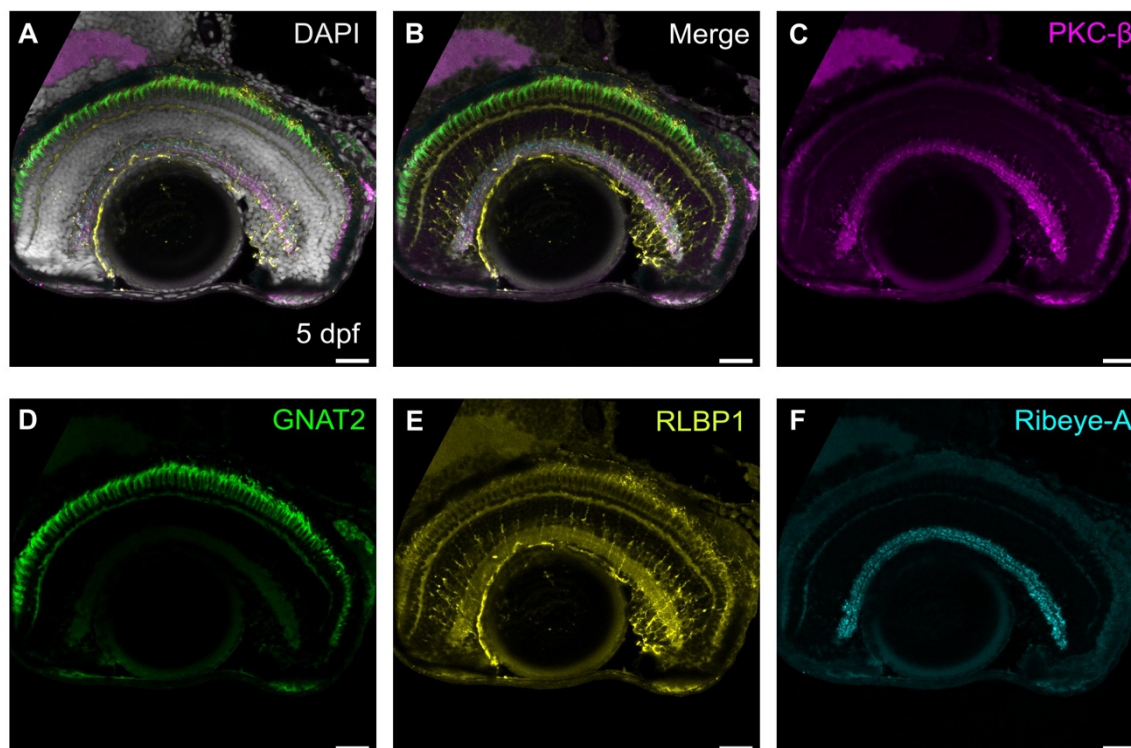 A DAPI
B Merge
C PKC-β
5 dpf
D GNAT2
E RLBP1
F Ribeye-A